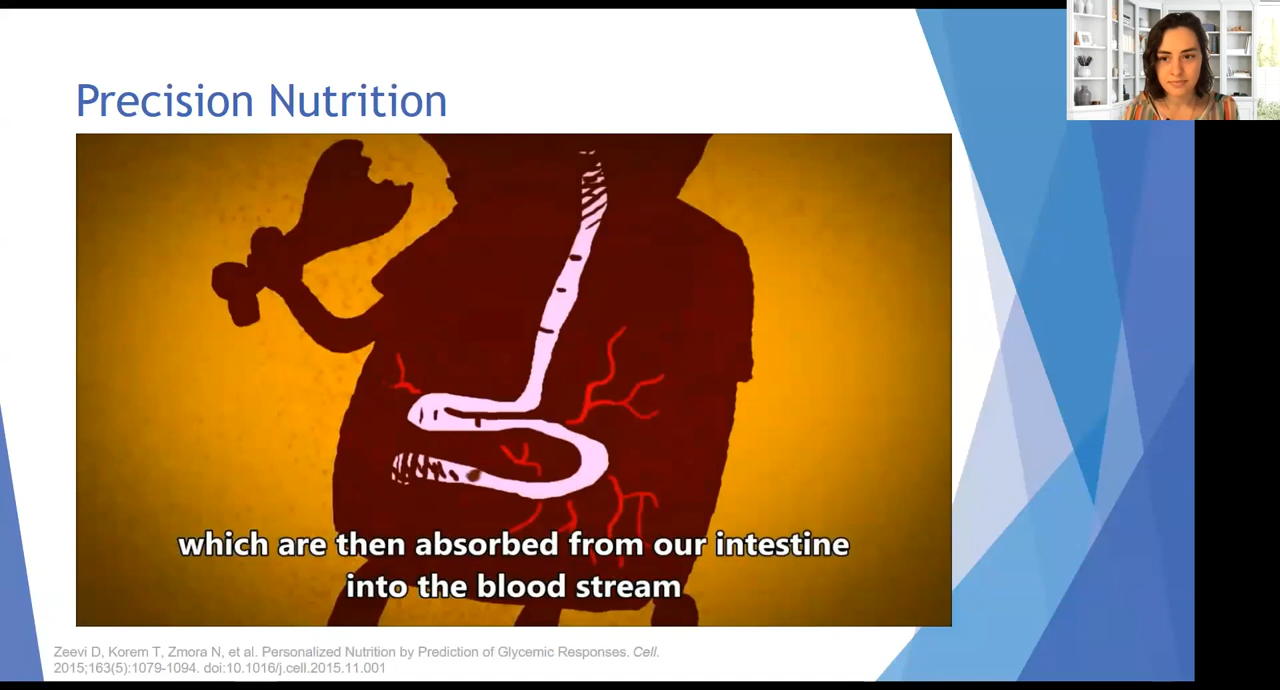 Precision Nutrition
which are then absorbed from our intestine
into the blood stream
Zeevi D, Korem T, Zmora N, et al. Personalized Nutrition by Prediction of Glycemic Responses. Cell.
2015;163(5):1079-1094. doi:10.1016/j.cell.2015.11.001